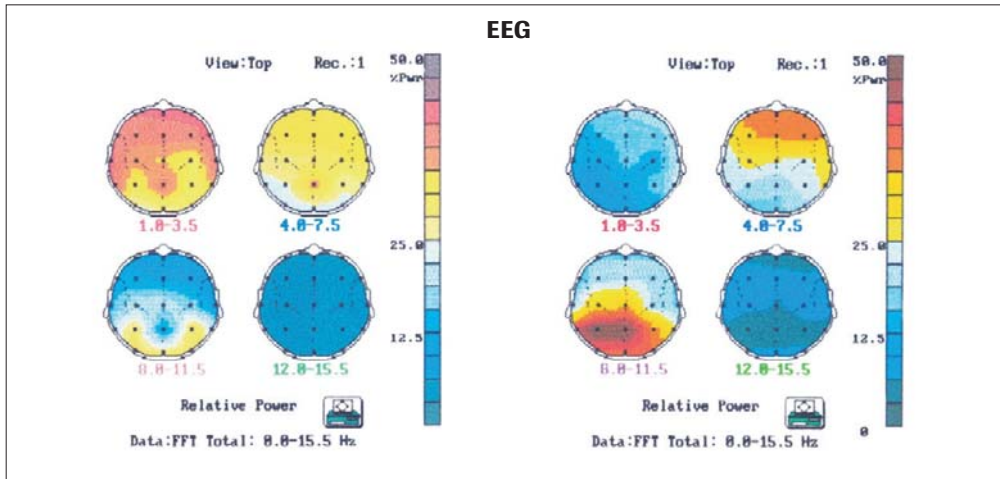 EEG
View:Top Rec.:1 50.0
%Pwr
1.0-3.5 4.0-7.5
25.0
12.5
8.0-11.5 12.0-15.5
Relative Power
Data:FFT Total: 0.0-15.5 Hz
View:Top Rec.:1 50.0
%Pwr
1.0-3.5 4.0-7.5
25.0
12.5
8.0-11.5 12.0-15.5
Relative Power
0
Data:FFT Total: 0.0-15.5 Hz